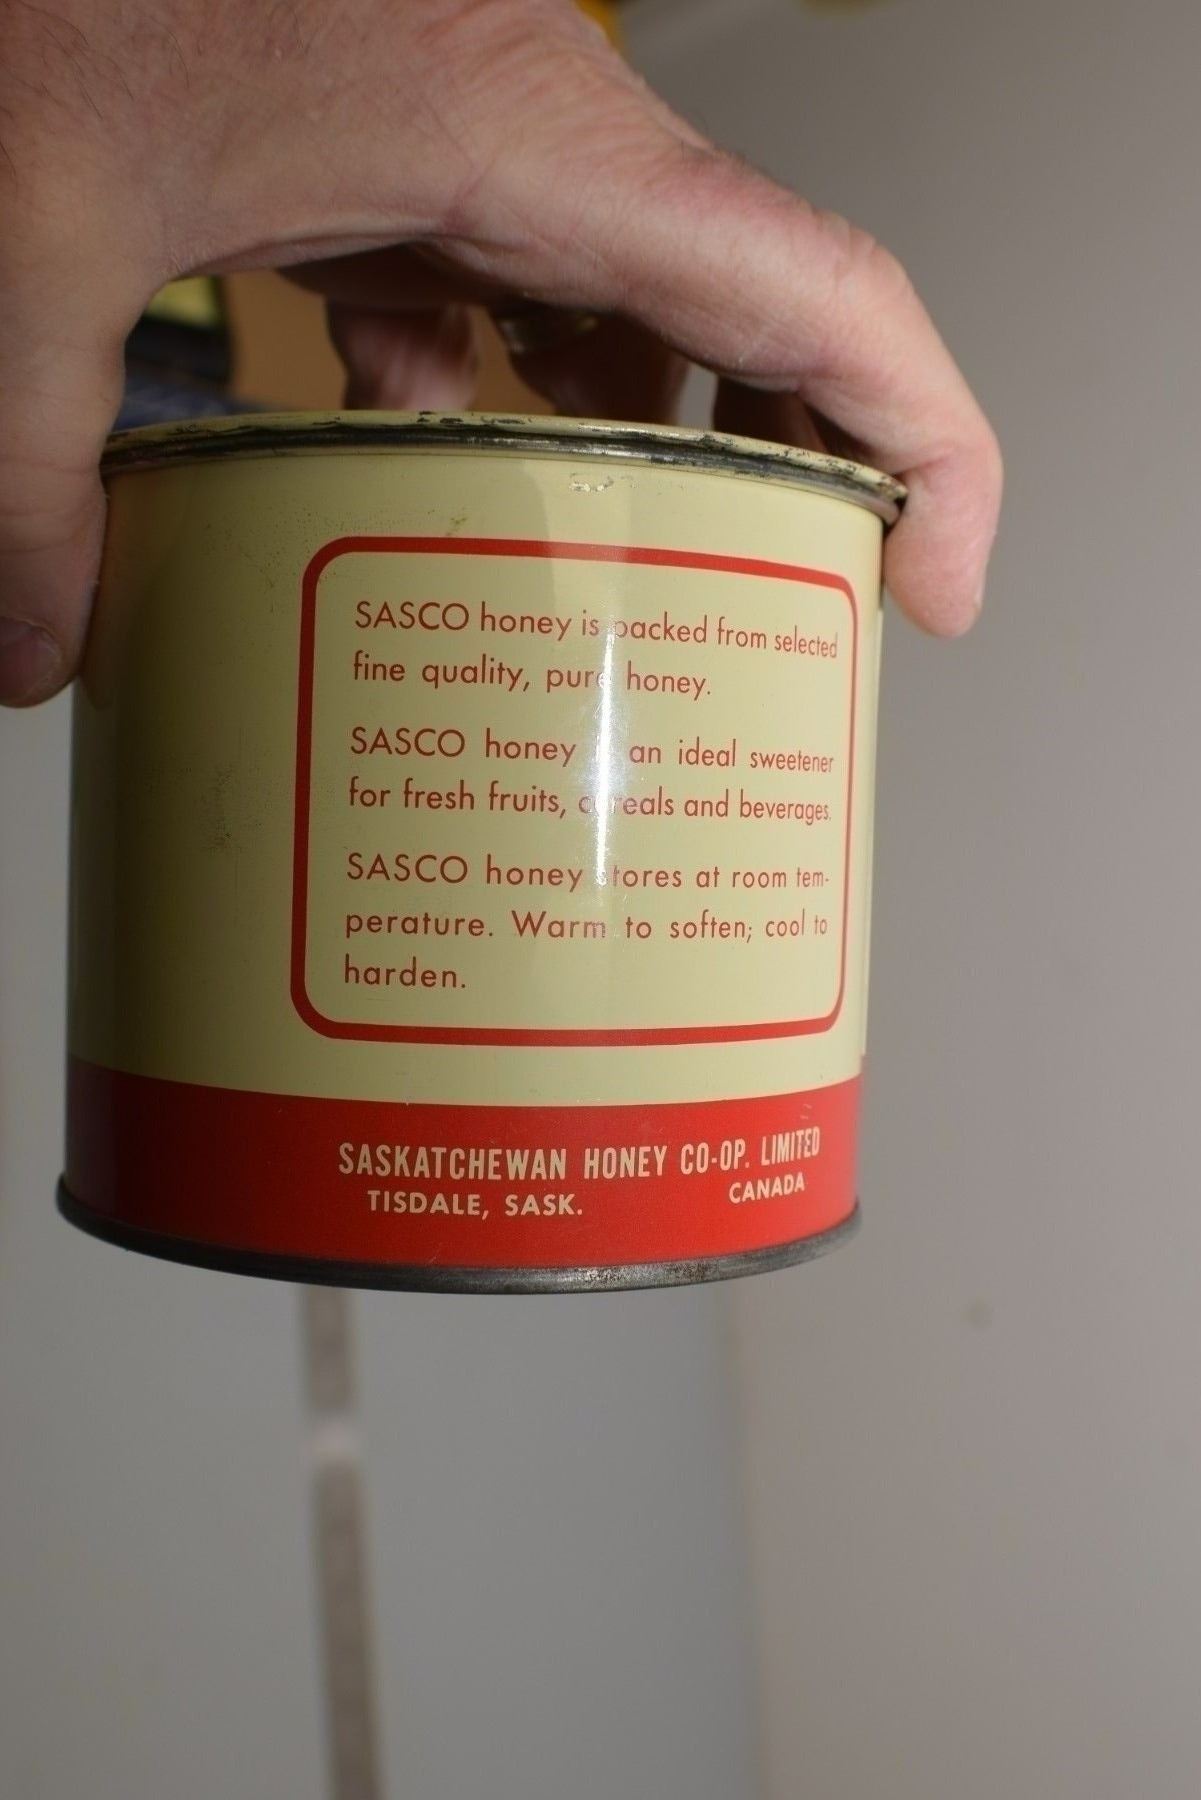 SASCO honey is packed from selected
fine quality, pure honey.
SASCO honey is an ideal sweetener
for fresh fruits, cereals and beverages.
SASCO honey stores at room tem-
perature. Warm to soften; cool to
harden.
SASKATCHEWAN HONEY CO-OP. LIMITED
TISDALE, SASK. CANADA